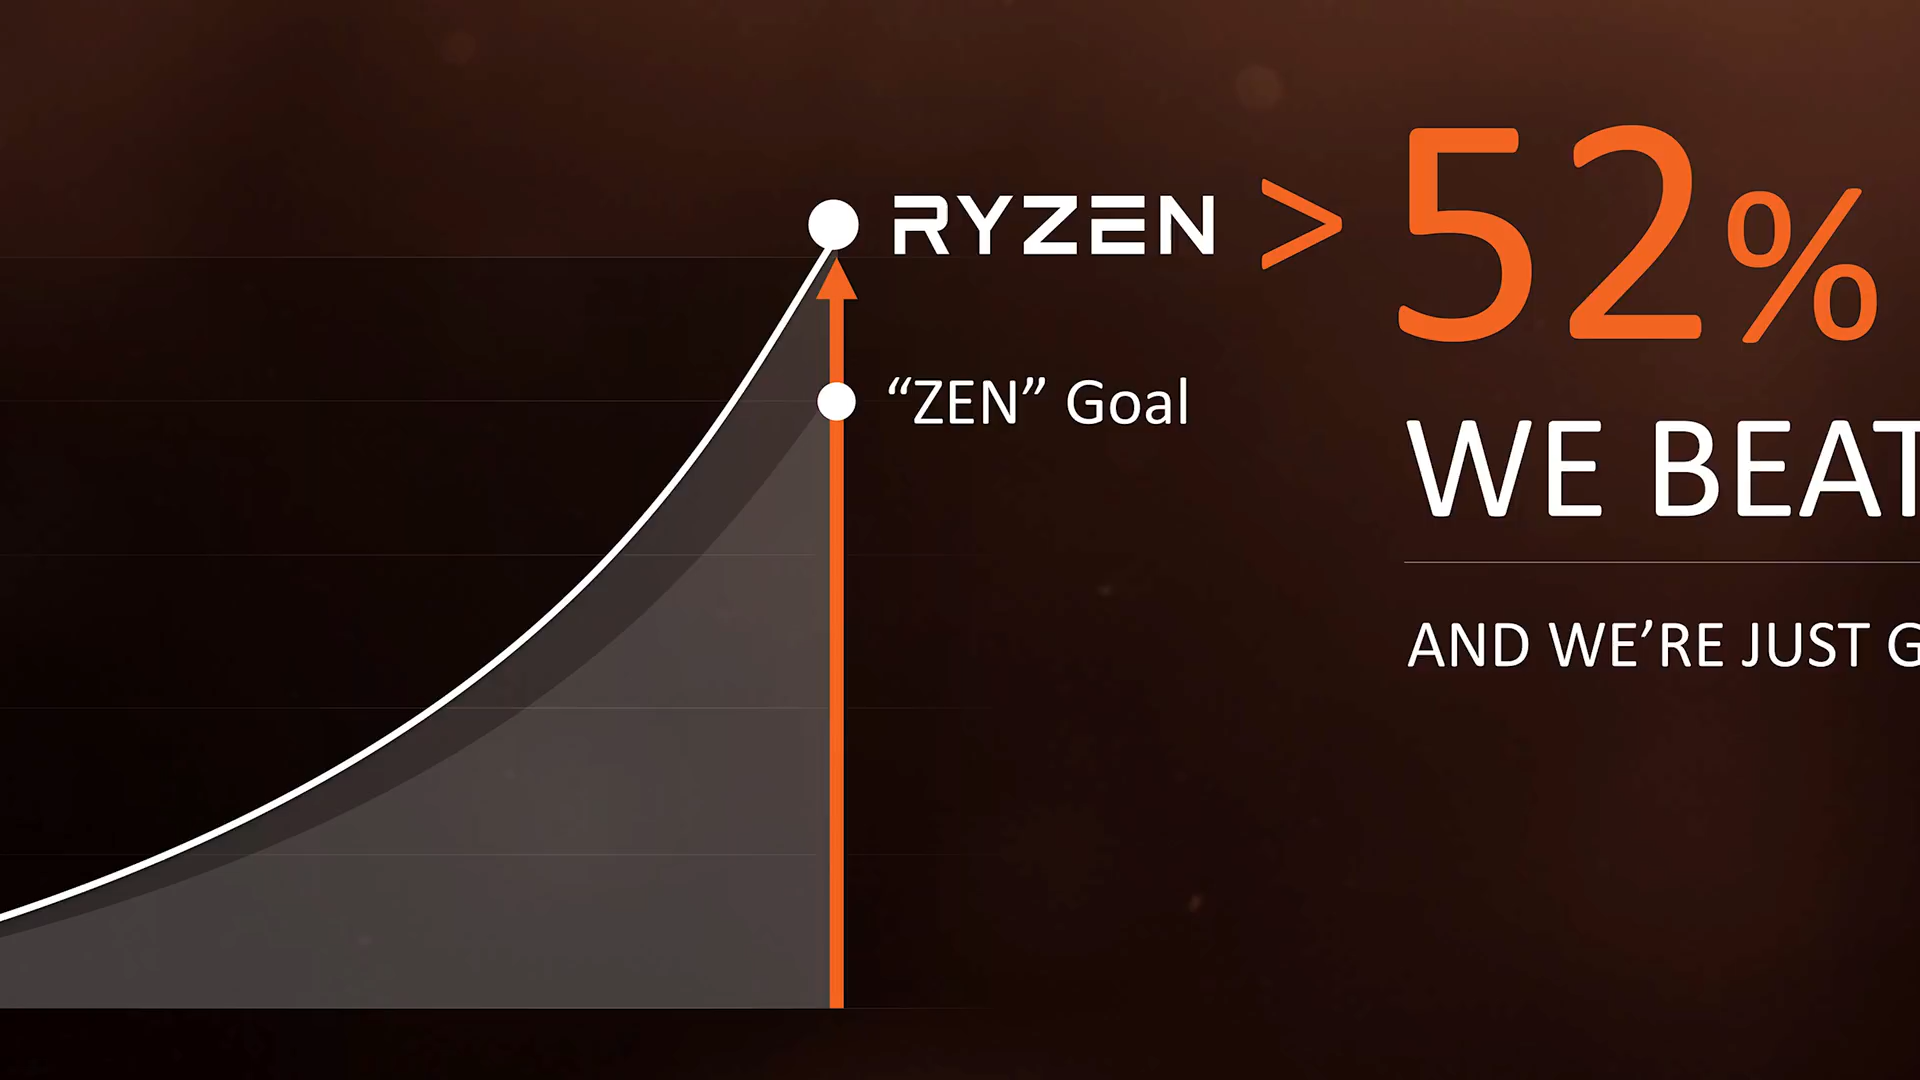 RYZEN > 52%
“ZEN” Goal
WE BEAT
AND WE’RE JUST G